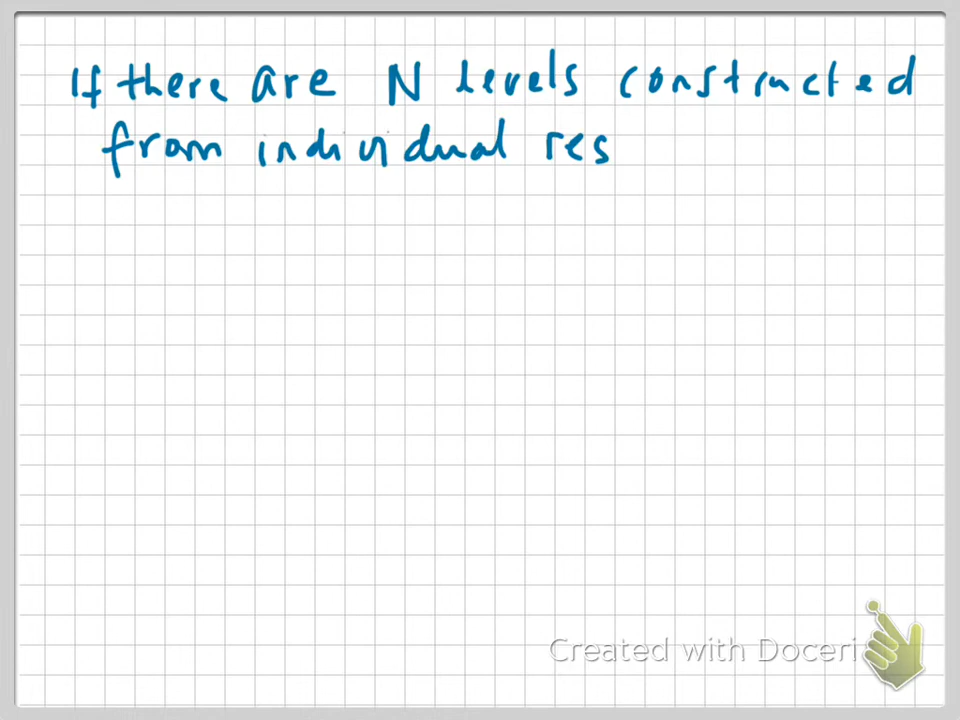 If there are N levels constructed
from individual res
Created with Doceri